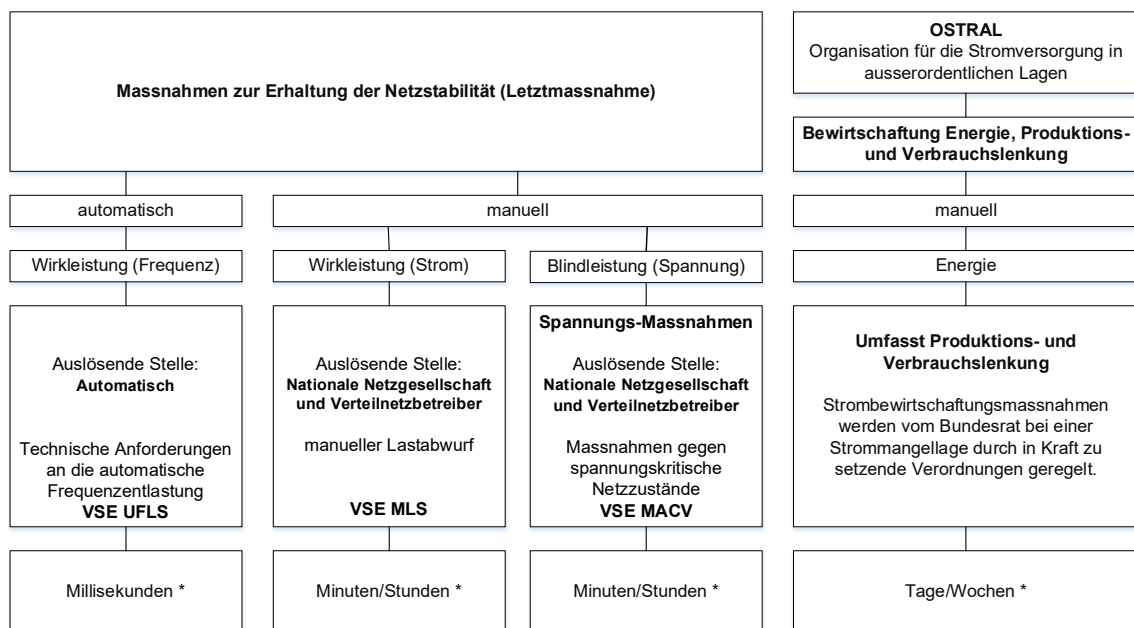 Massnahmen zur Erhaltung der Netzstabilität (Letztmassnahme)
OSTRAL
Organisation für die Stromversorgung in
ausserordentlichen Lagen
Bewirtschaftung Energie, Produktions-
und Verbrauchslenkung
automatisch
manuell
manuell
Wirkleistung (Frequenz)
Wirkleistung (Strom)
Blindleistung (Spannung)
Energie
Auslösende Stelle:
Automatisch
Technische Anforderungen
an die automatische
Frequenzentlastung
VSE UFLS
Auslösende Stelle:
Nationale Netzgesellschaft
und Verteilnetzbetreiber
manueller Lastabwurf
VSE MLS
Spannungs-Massnahmen
Auslösende Stelle:
Nationale Netzgesellschaft
und Verteilnetzbetreiber
Massnahmen gegen
spannungskritische
Netzzustände
VSE MACV
Umfasst Produktions- und
Verbrauchslenkung
Strombewirtschaftungsmassnahmen
werden vom Bundesrat bei einer
Strommangellage durch in Kraft zu
setzende Verordnungen geregelt.
Millisekunden *
Minuten/Stunden *
Minuten/Stunden *
Tage/Wochen *